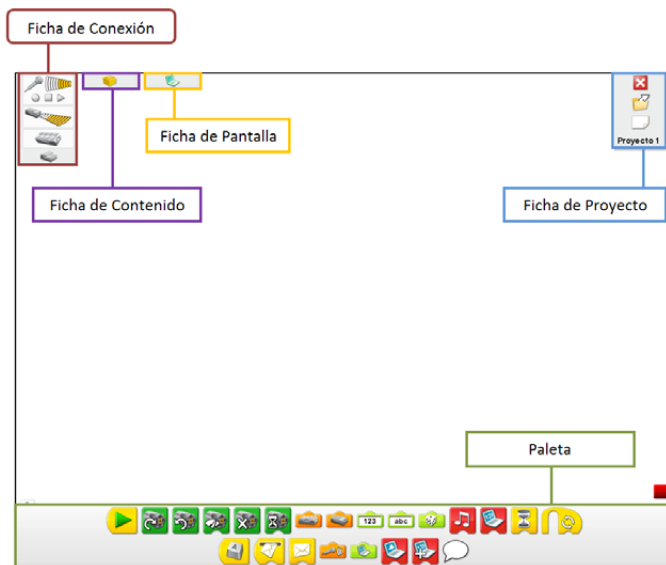 Ficha de Conexión
Ficha de Pantalla
Proyecto 1
Ficha de Contenido
Ficha de Proyecto
Paleta
123
abc